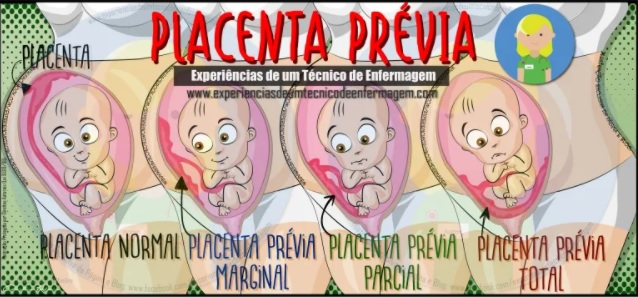 PLACENTA PRÉVIA
Experiências de um Técnico de Enfermagem
www.experienciasdeumtecnicodeenfermagem.com
PLACENTA
PLACENTA NORMAL
PLACENTA PRÉVIA
MARGINAL
PLACENTA PRÉVIA
PARCIAL
PLACENTA PRÉVIA
TOTAL